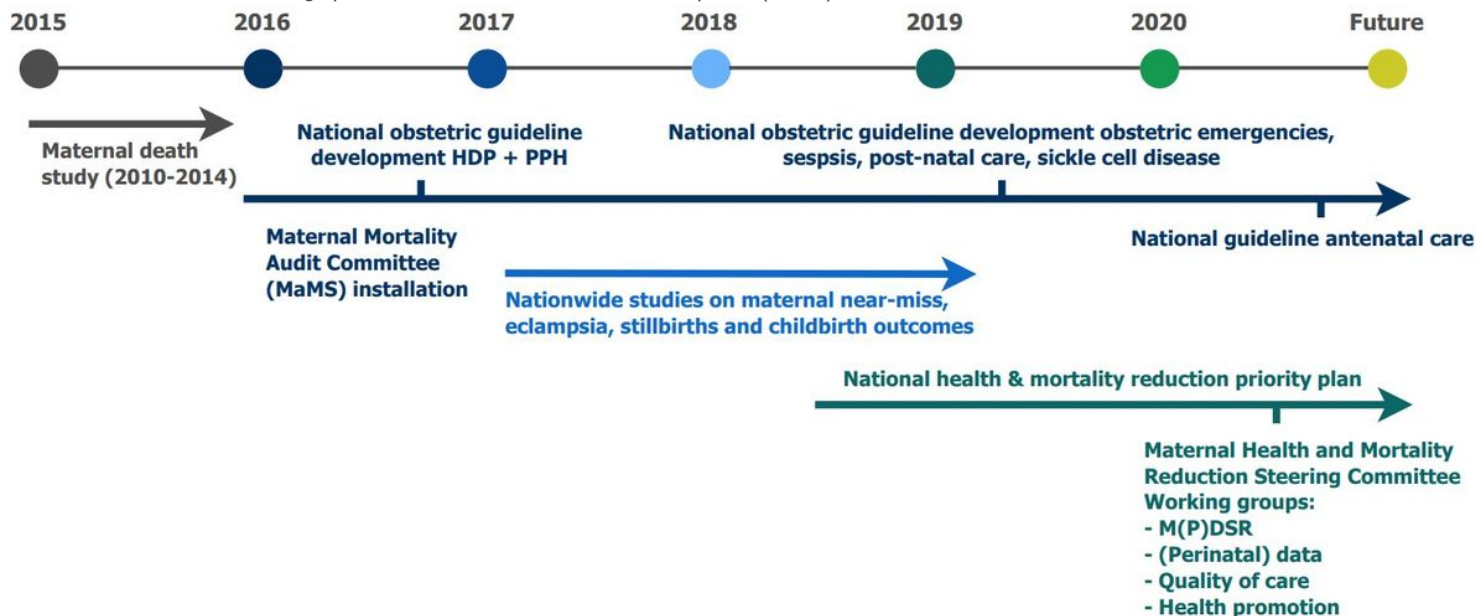 2015 2016 2017 2018 2019 2020 Future
Maternal death
study (2010-2014)
National obstetric guideline
development HDP + PPH
National obstetric guideline development obstetric emergencies,
sespsis, post-natal care, sickle cell disease
Maternal Mortality
Audit Committee
(MaMS) installation
National guideline antenatal care
Nationwide studies on maternal near-miss,
eclampsia, stillbirths and childbirth outcomes
National health & mortality reduction priority plan
Maternal Health and Mortality
Reduction Steering Committee
Working groups:
- M(P)DSR
- (Perinatal) data
- Quality of care
- Health promotion